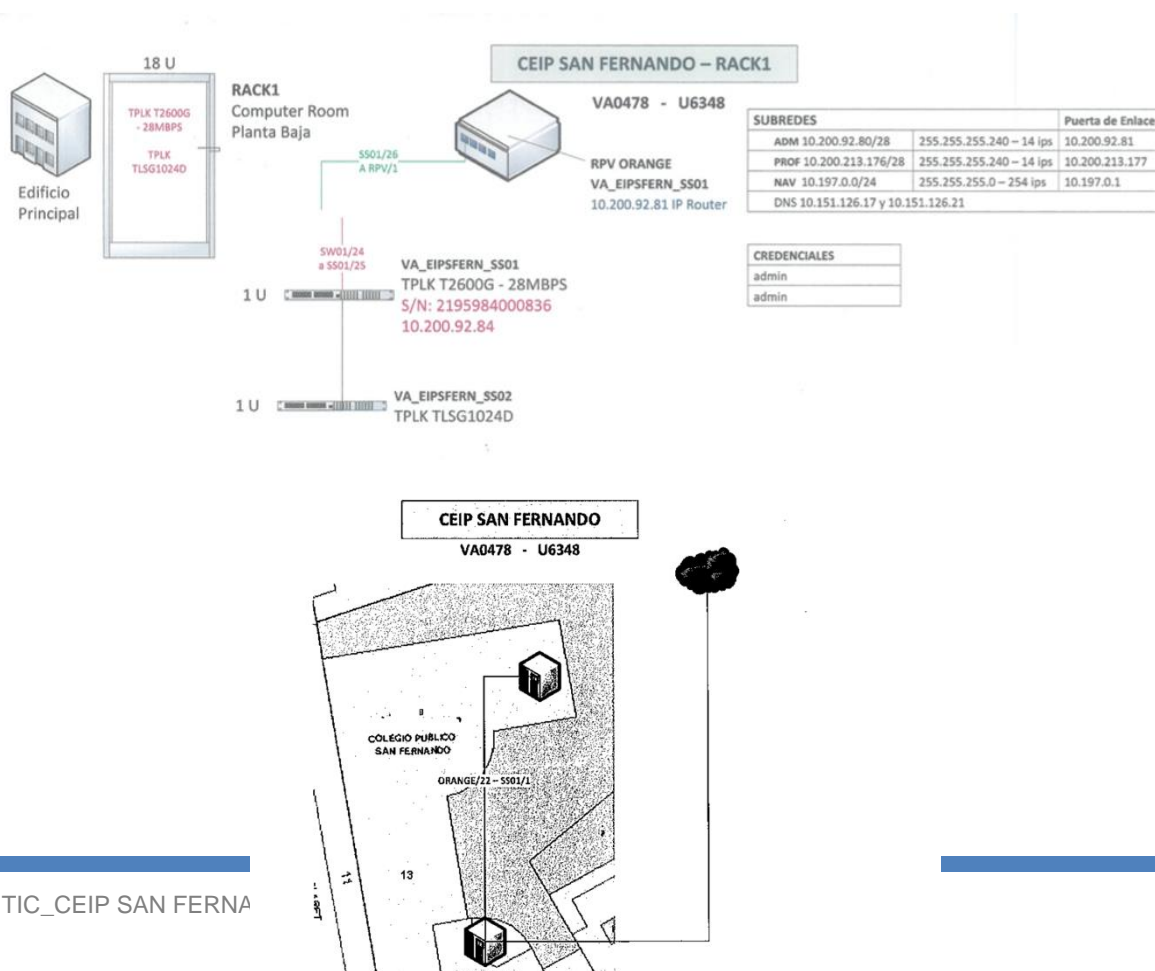 CEIP SAN FERNANDO – RACK1
VA0478 - U6348
18 U
TPLK T2600G
- 28MBPS
TPLK
TLSG1024D
RACK1
Computer Room
Planta Baja
Edificio
Principal
SS01/26
A RPV/1
RPV ORANGE
VA_EIPSFERN_SS01
10.200.92.81 IP Router
SUBREDES Puerta de Enlace
ADM 10.200.92.80/28 255.255.255.240 – 14 ips 10.200.92.81
PROF 10.200.213.176/28 255.255.255.240 – 14 ips 10.200.213.177
NAV 10.197.0.0/24 255.255.255.0 – 254 ips 10.197.0.1
DNS 10.151.126.17 y 10.151.126.21
CREDENCIALES
admin
admin
SW01/24
a SS01/25
1 U
VA_EIPSFERN_SS01
TPLK T2600G - 28MBPS
S/N: 2195984000836
10.200.92.84
1 U
VA_EIPSFERN_SS02
TPLK TLSG1024D
CEIP SAN FERNANDO
VA0478 - U6348
COLEGIO PUBLICO
SAN FERNANDO
ORANGE/22 – SS01/1
11
13
TIC_CEIP SAN FERNA